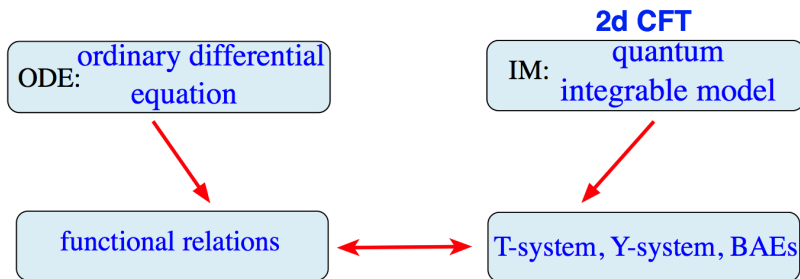 2d CFT
ODE: ordinary differential
equation
IM: quantum
integrable model
functional relations
T-system, Y-system, BAEs